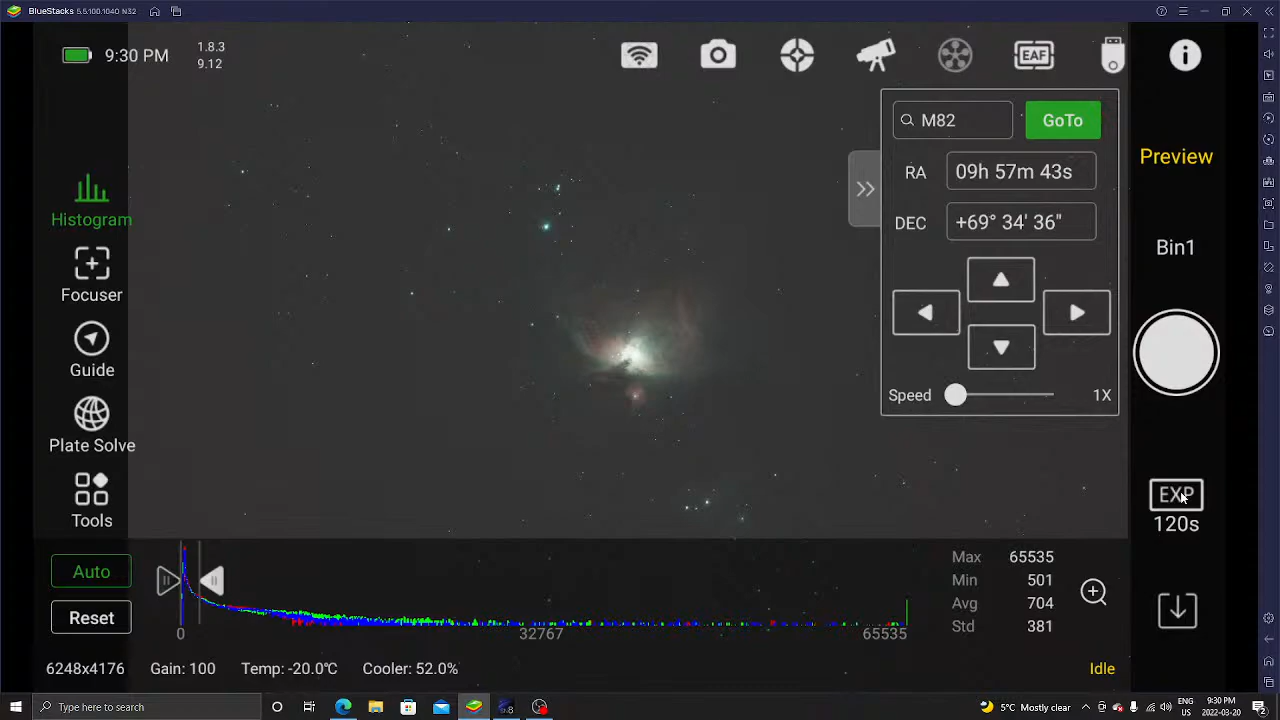 BlueStacks 5.5.100.1040 N32
9:30 PM
1.8.3
9.12
EAF
M82
GoTo
RA 09h 57m 43s
DEC +69° 34' 36"
Speed 1X
Histogram
Focuser
Guide
Plate Solve
Tools
Preview
Bin1
EXP
120s
Auto
Reset
0 32767 65535
Max 65535
Min 501
Avg 704
Std 381
6248x4176 Gain: 100 Temp: -20.0℃ Cooler: 52.0% Idle
Type here to search
5°C Mostly clear
ENG
US
9:30 PM
2022-03-20